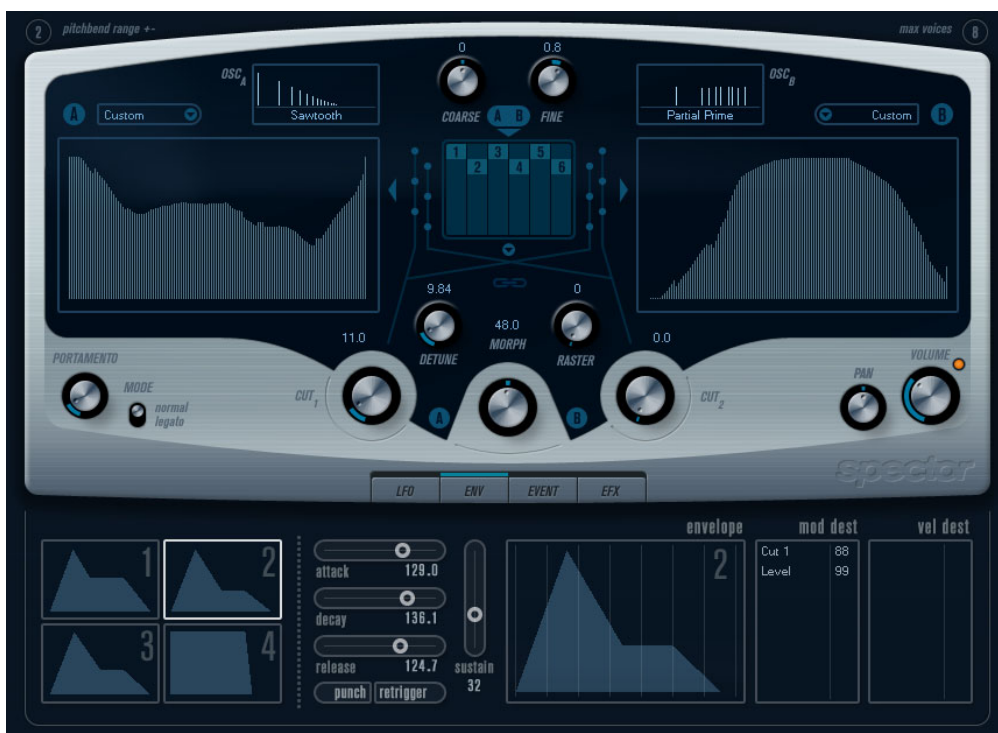 2 pitchbend range +-
max voices 8
0 0.8
OSC A
OSC B
A Custom
Sawtooth
COARSE A B FINE
Partial Prime
Custom B
1 3 5
2 4 6
9.84 0
11.0 48.0 0.0
MORPH
DETUNE RASTER
PORTAMENTO
VOLUME
MODE
PAN
normal
legato
CUT 1
CUT 2
A B
spector
LFO ENV EVENT EFX
envelope mod dest vel dest
1 2
attack 129.0
2
Cut 1 88
Level 99
decay 136.1
3 4
release 124.7
sustain
32
punch retrigger